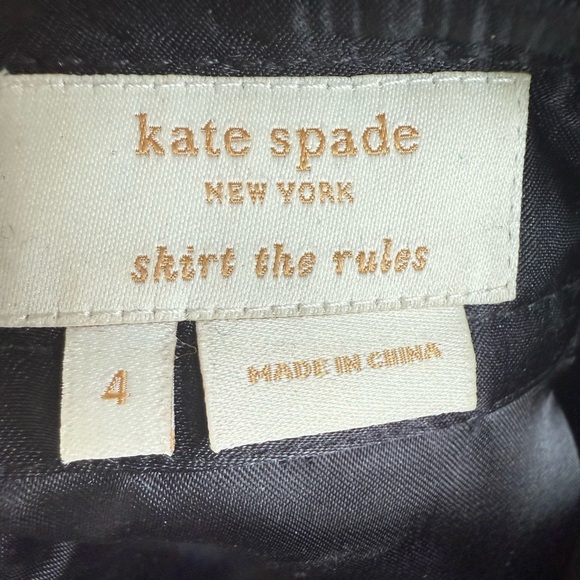 kate spade
NEW YORK
skirt the rules
4
MADE IN CHINA